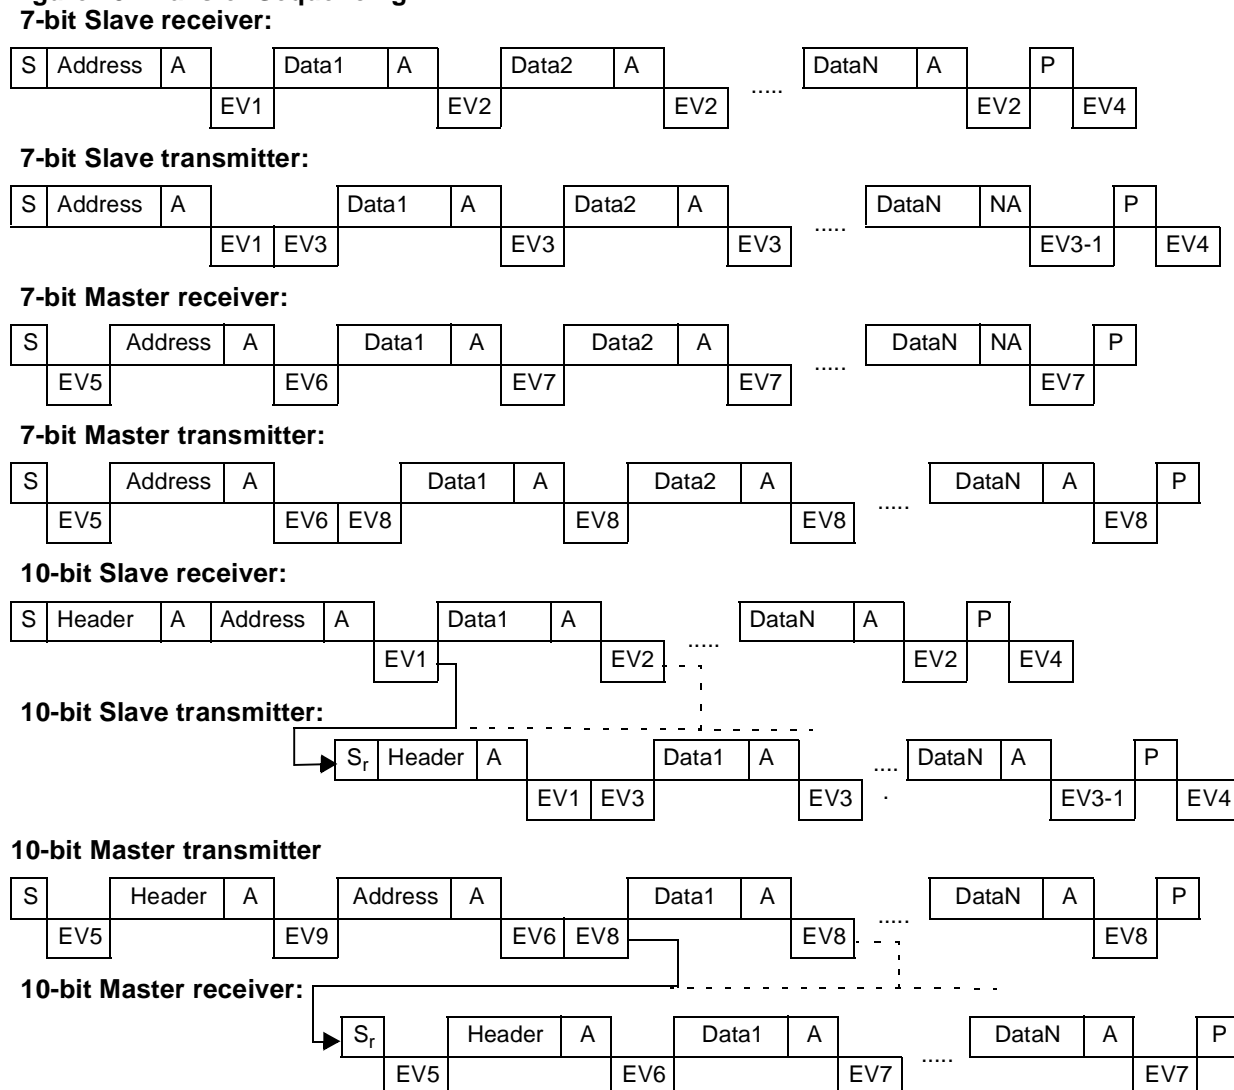 7-bit Slave receiver:
S Address A Data1 A Data2 A ..... DataN A P
EV1 EV2 EV2 EV2 EV4
7-bit Slave transmitter:
S Address A Data1 A Data2 A ..... DataN NA P
EV1 EV3 EV3 EV3 EV3-1 EV4
7-bit Master receiver:
S Address A Data1 A Data2 A ..... DataN NA P
EV5 EV6 EV7 EV7 EV7
7-bit Master transmitter:
S Address A Data1 A Data2 A ..... DataN A P
EV5 EV6 EV8 EV8 EV8 EV8
10-bit Slave receiver:
S Header A Address A Data1 A ..... DataN A P
EV1 EV2 EV2 EV4
10-bit Slave transmitter:
Sr Header A Data1 A .... DataN A P
EV1 EV3 EV3 . EV3-1 EV4
10-bit Master transmitter
S Header A Address A Data1 A ..... DataN A P
EV5 EV9 EV6 EV8 EV8 EV8
10-bit Master receiver:
Sr Header A Data1 A ..... DataN A P
EV5 EV6 EV7 EV7